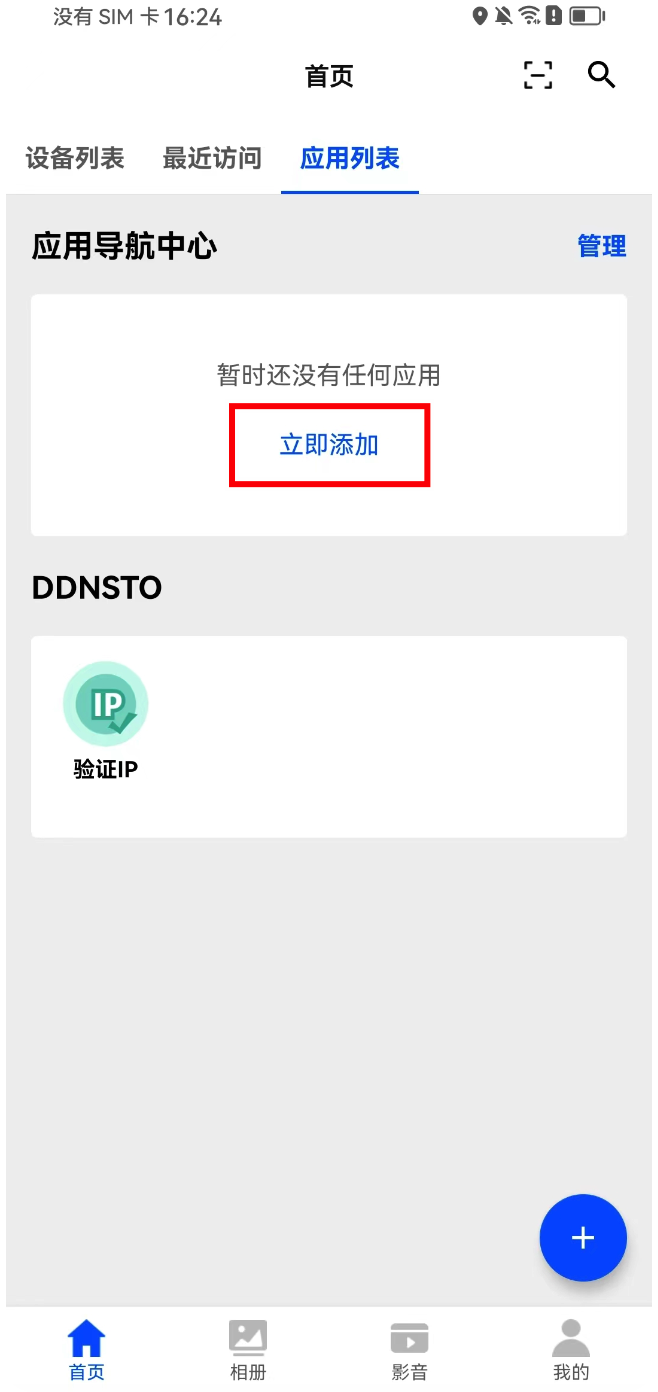 没有 SIM 卡 16:24
首页
设备列表 最近访问 应用列表
应用导航中心 管理
暂时还没有任何应用
立即添加
DDNSTO
IP
验证IP
首页 相册 影音 我的